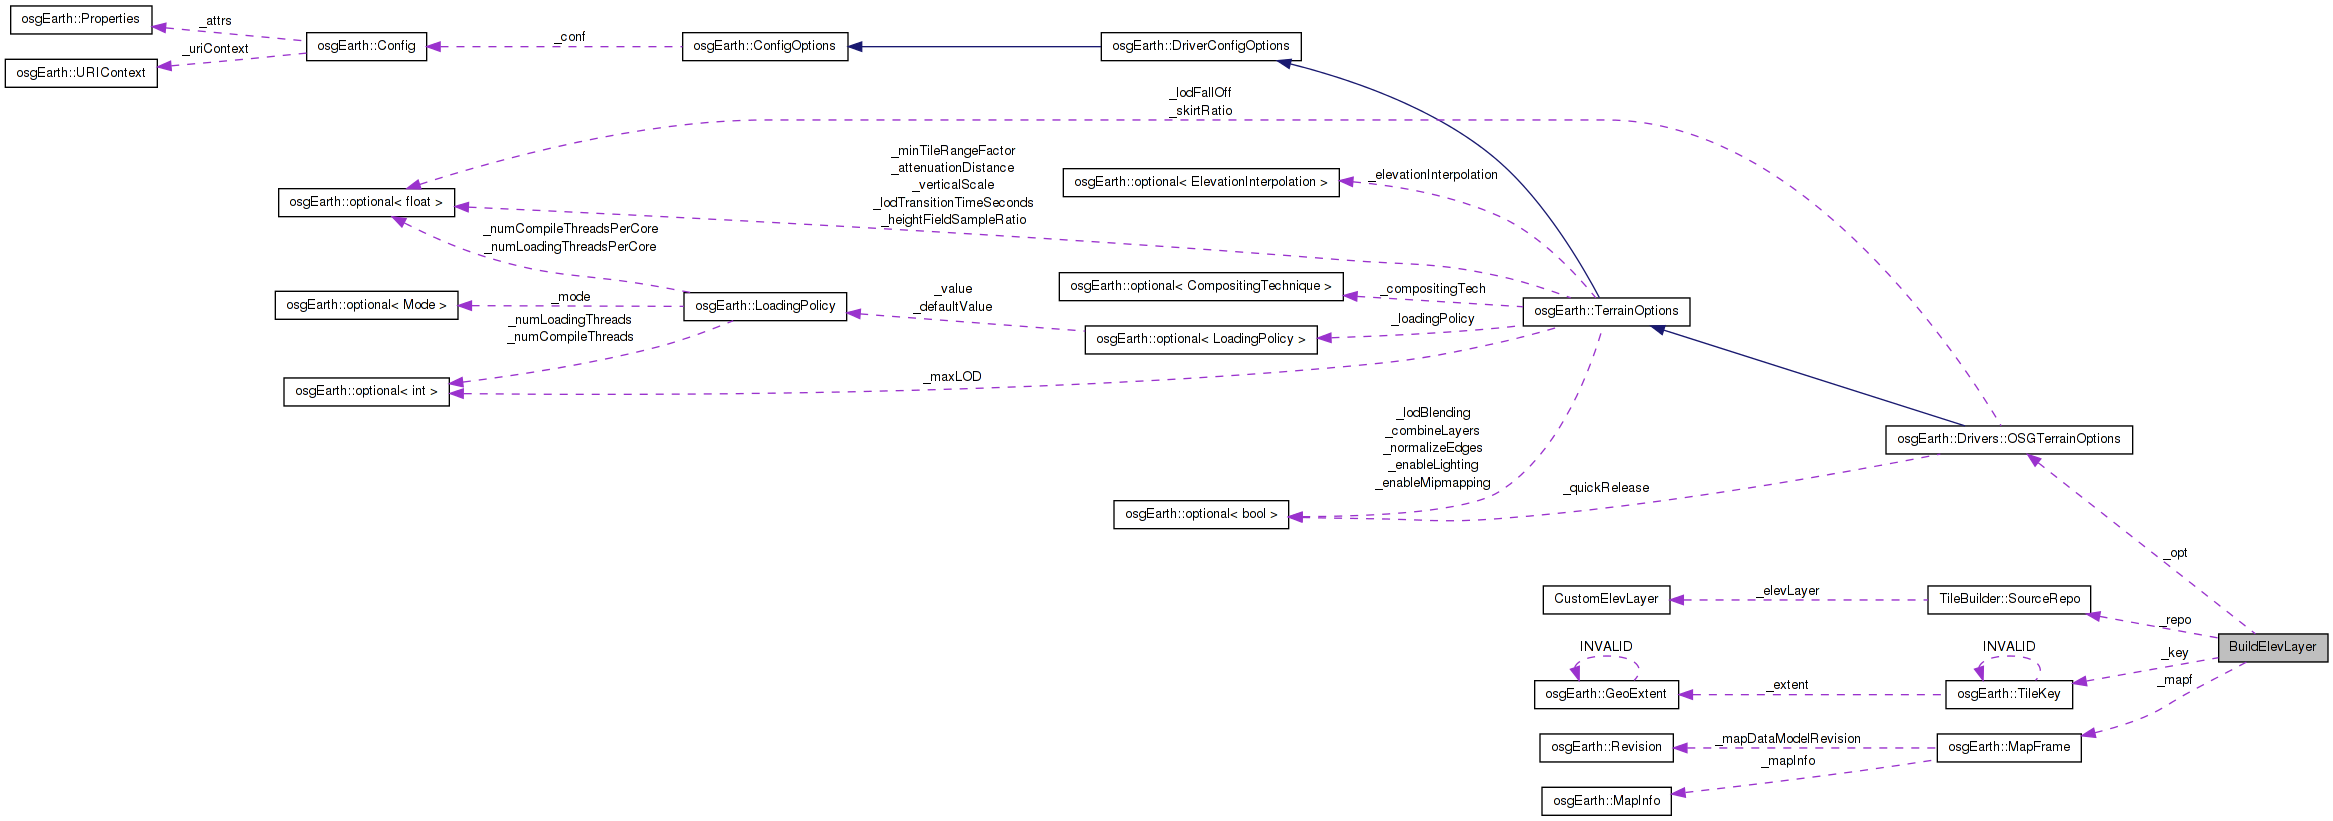 osgEarth::Properties
_attrs
osgEarth::Config
_uriContext
osgEarth::URIContext
_conf
osgEarth::ConfigOptions
osgEarth::DriverConfigOptions
_lodFallOff
_skirtRatio
_minTileRangeFactor
_attenuationDistance
_verticalScale
_lodTransitionTimeSeconds
_heightFieldSampleRatio
osgEarth::optional< ElevationInterpolation >
_elevationInterpolation
osgEarth::optional< float >
_numCompileThreadsPerCore
_numLoadingThreadsPerCore
osgEarth::optional< CompositingTechnique >
_compositingTech
osgEarth::optional< Mode >
_mode
osgEarth::LoadingPolicy
_value
_defaultValue
osgEarth::TerrainOptions
_numLoadingThreads
_numCompileThreads
osgEarth::optional< LoadingPolicy >
_loadingPolicy
osgEarth::optional< int >
_maxLOD
_lodBlending
_combineLayers
_normalizeEdges
_enableLighting
_enableMipmapping
osgEarth::Drivers::OSGTerrainOptions
_quickRelease
osgEarth::optional< bool >
_opt
CustomElevLayer
_elevLayer
TileBuilder::SourceRepo
_repo
BuildElevLayer
INVALID
INVALID
_key
osgEarth::GeoExtent
_extent
osgEarth::TileKey
_mapf
osgEarth::Revision
_mapDataModelRevision
osgEarth::MapFrame
_mapInfo
osgEarth::MapInfo